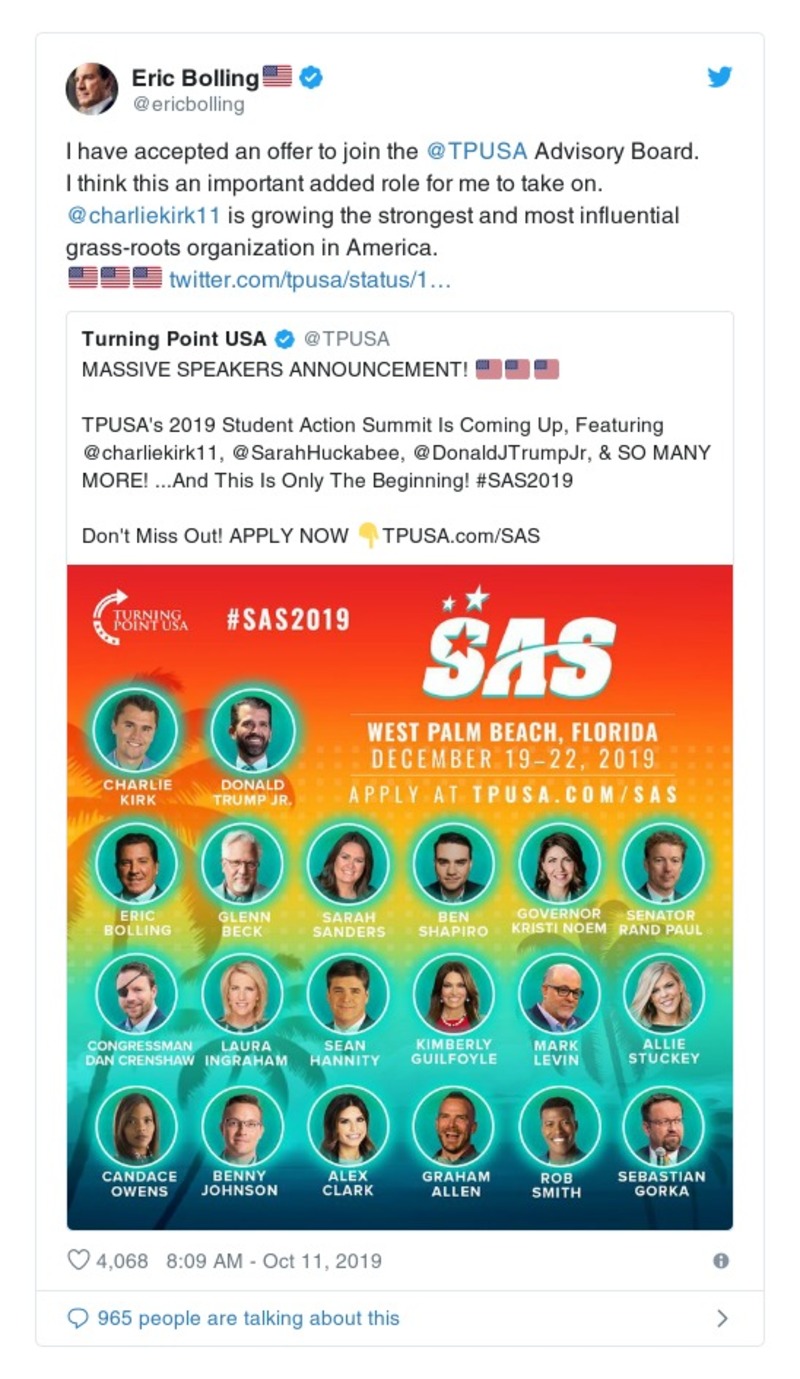 Eric Bolling🇺🇸
@ericbolling
I have accepted an offer to join the @TPUSA Advisory Board.
I think this an important added role for me to take on.
@charliekirk11 is growing the strongest and most influential
grass-roots organization in America.
🇺🇸🇺🇸🇺🇸 twitter.com/tpusa/status/1…
Turning Point USA @TPUSA
MASSIVE SPEAKERS ANNOUNCEMENT! 🇺🇸🇺🇸🇺🇸
TPUSA's 2019 Student Action Summit Is Coming Up, Featuring
@charliekirk11, @SarahHuckabee, @DonaldJTrumpJr, & SO MANY
MORE! ...And This Is Only The Beginning! #SAS2019
Don't Miss Out! APPLY NOW 👇TPUSA.com/SAS
TURNING
POINT USA
#SAS2019
SAS
WEST PALM BEACH, FLORIDA
DECEMBER 19–22, 2019
APPLY AT TPUSA.COM/SAS
CHARLIE
KIRK
DONALD
TRUMP JR.
ERIC
BOLLING
GLENN
BECK
SARAH
SANDERS
BEN
SHAPIRO
GOVERNOR
KRISTI NOEM
SENATOR
RAND PAUL
CONGRESSMAN
DAN CRENSHAW
LAURA
INGRAHAM
SEAN
HANNITY
KIMBERLY
GUILFOYLE
MARK
LEVIN
ALLIE
STUCKEY
CANDACE
OWENS
BENNY
JOHNSON
ALEX
CLARK
GRAHAM
ALLEN
ROB
SMITH
SEBASTIAN
GORKA
4,068 8:09 AM - Oct 11, 2019
965 people are talking about this